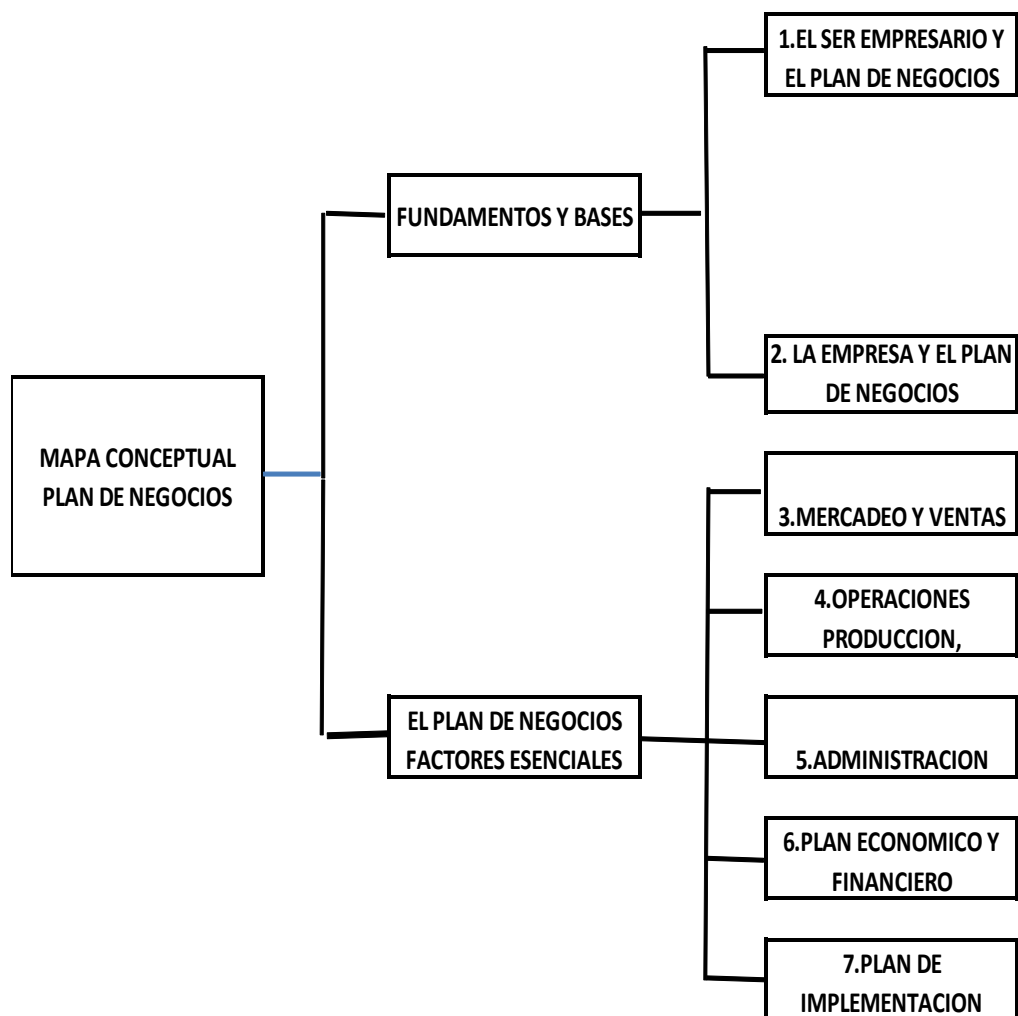 MAPA CONCEPTUAL
PLAN DE NEGOCIOS
FUNDAMENTOS Y BASES
1.EL SER EMPRESARIO Y
EL PLAN DE NEGOCIOS
2. LA EMPRESA Y EL PLAN
DE NEGOCIOS
EL PLAN DE NEGOCIOS
FACTORES ESENCIALES
3.MERCADEO Y VENTAS
4.OPERACIONES
PRODUCCION,
5.ADMINISTRACION
6.PLAN ECONOMICO Y
FINANCIERO
7.PLAN DE
IMPLEMENTACION